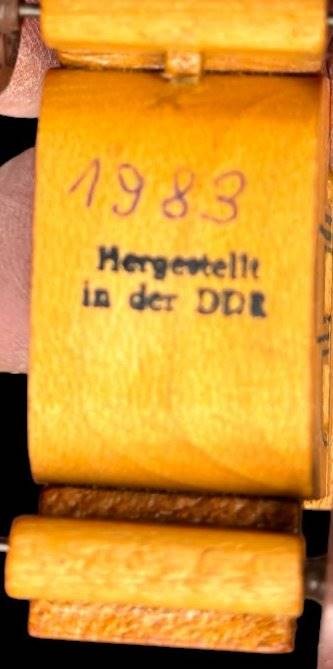 1983
Hergestellt
in der DDR